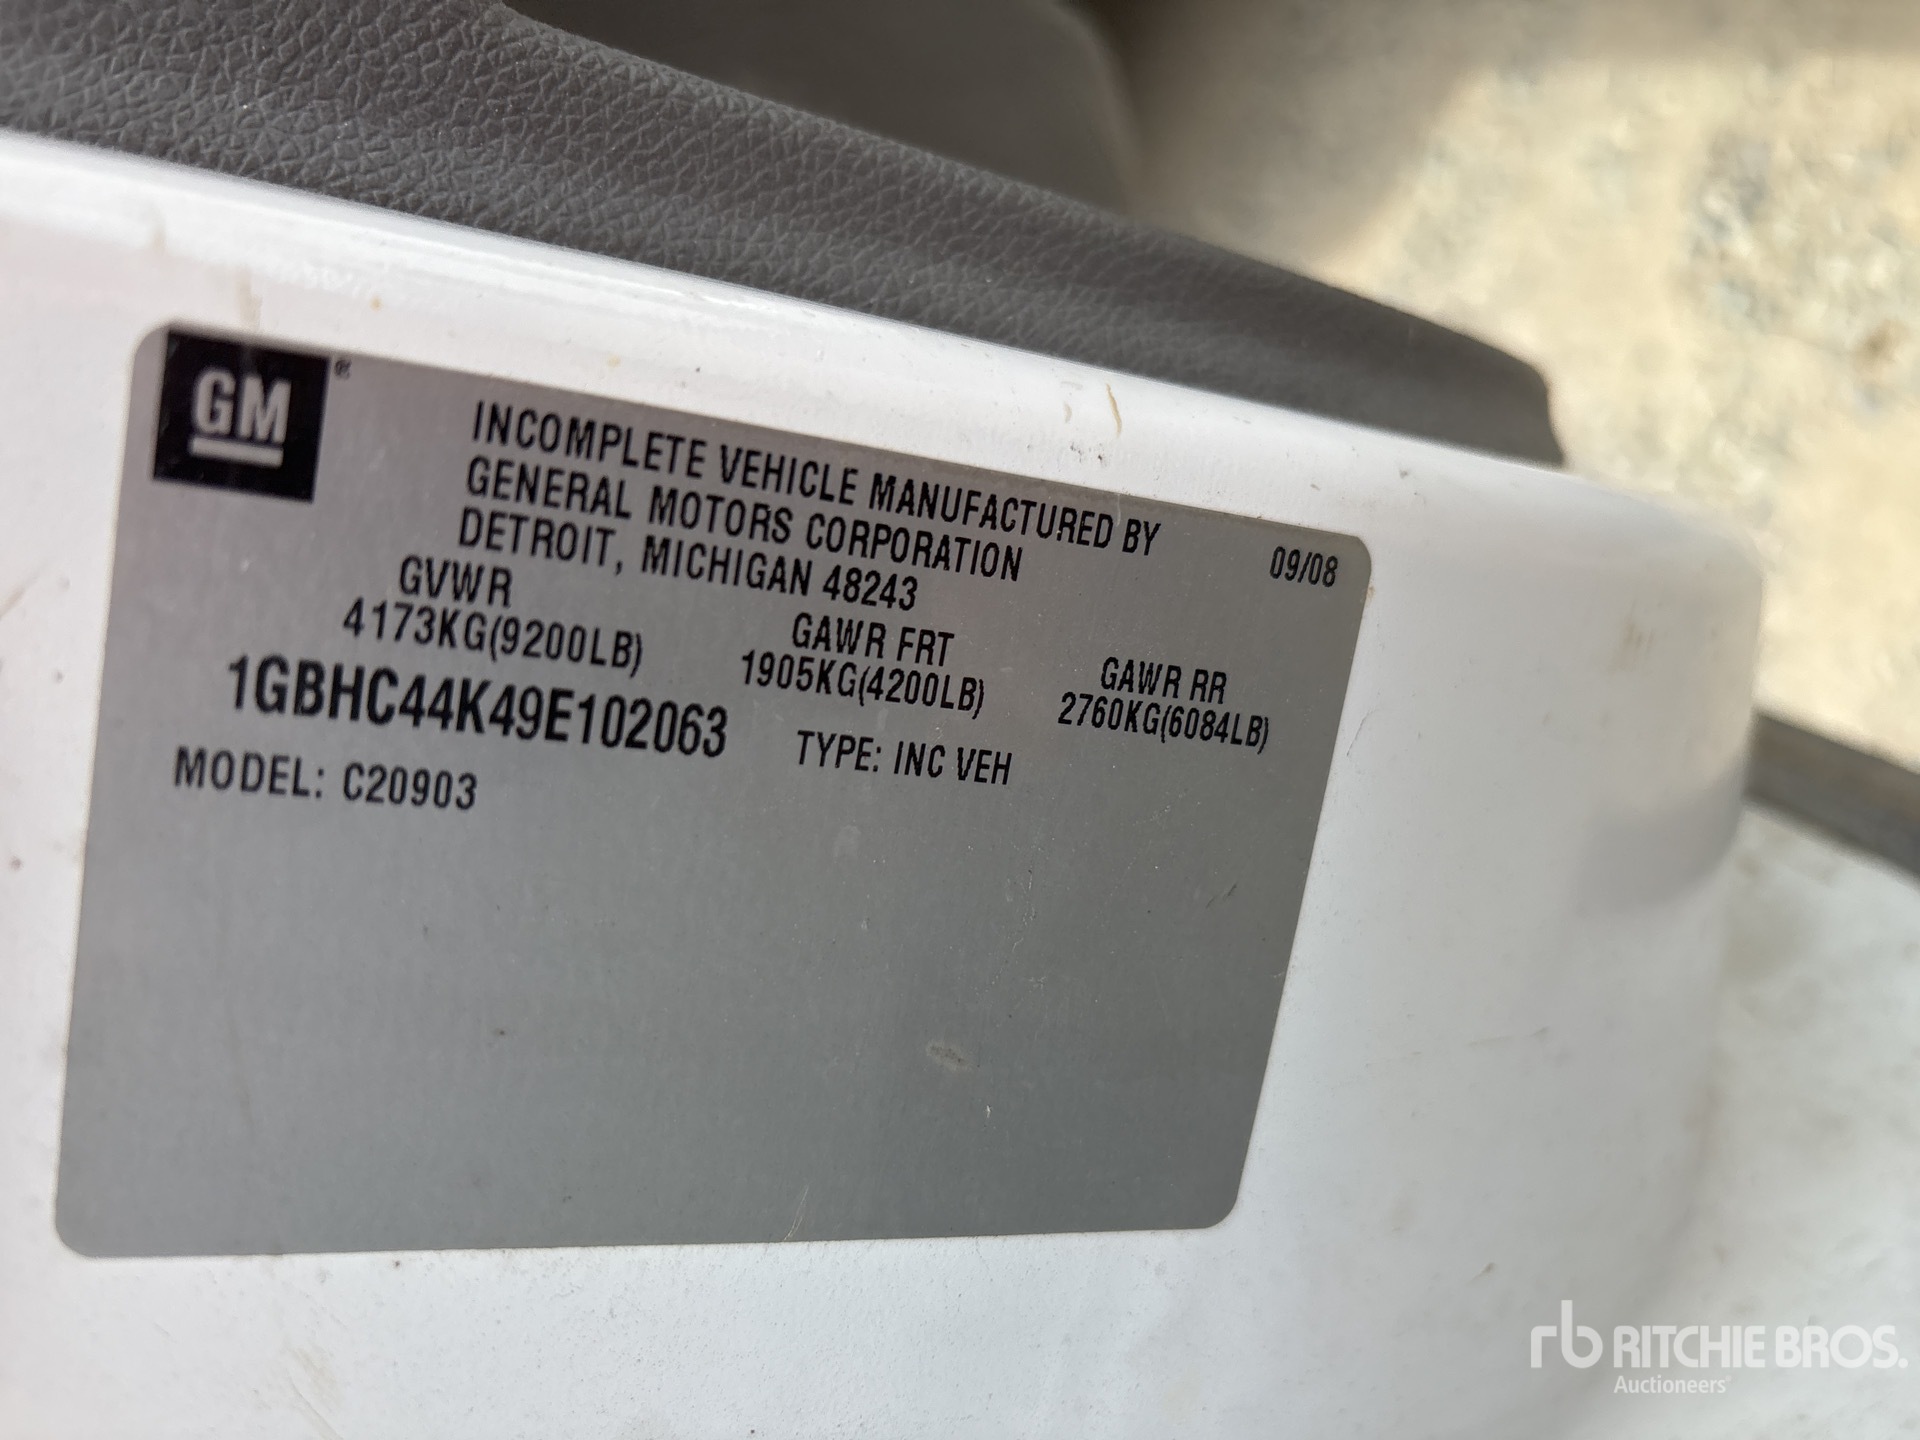 GM®
INCOMPLETE VEHICLE MANUFACTURED BY
GENERAL MOTORS CORPORATION
DETROIT, MICHIGAN 48243
09/08
GVWR
4173KG(9200LB)
GAWR FRT
1905KG(4200LB)
GAWR RR
2760KG(6084LB)
1GBHC44K49E102063
TYPE: INC VEH
MODEL: C20903
rb RITCHIE BROS.
Auctioneers